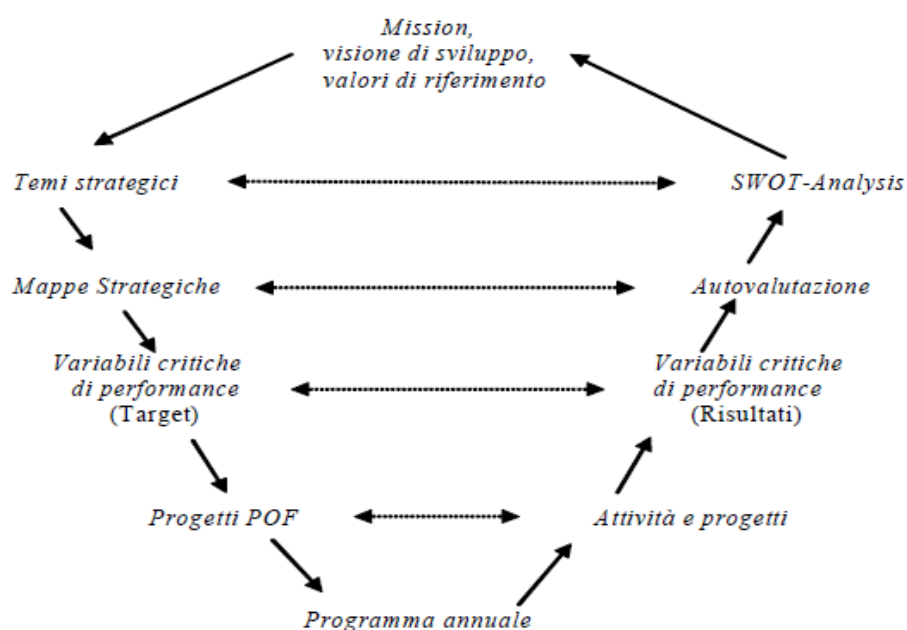 Mission,
visione di sviluppo,
valori di riferimento
Temi strategici
SWOT-Analysis
Mappe Strategiche
Autovalutazione
Variabili critiche
di performance
(Target)
Variabili critiche
di performance
(Risultati)
Progetti POF
Attività e progetti
Programma annuale